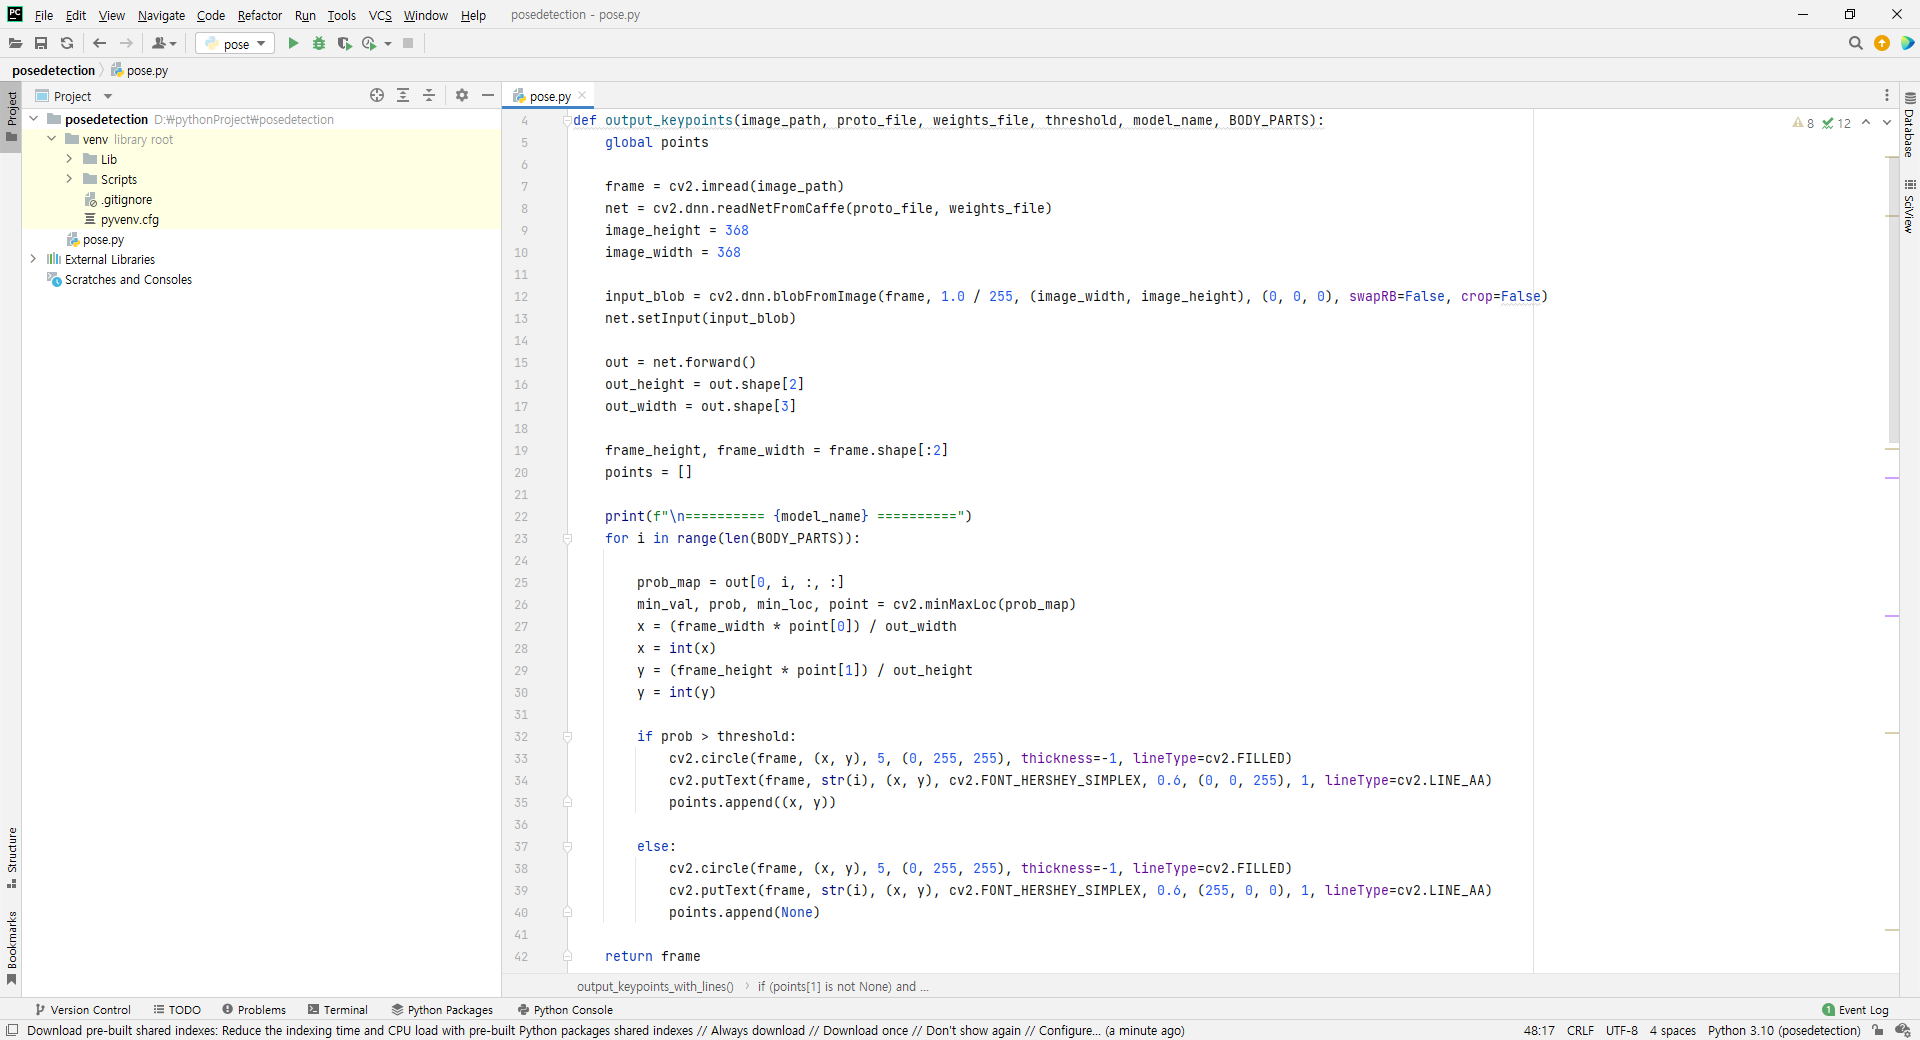 PC File Edit View Navigate Code Refactor Run Tools VCS Window Help posedetection - pose.py
pose
posedetection pose.py
Project
Project
posedetection D:₩pythonProject₩posedetection
venv library root
Lib
Scripts
.gitignore
pyvenv.cfg
pose.py
External Libraries
Scratches and Consoles
Structure
Bookmarks
pose.py
8 12
4 def output_keypoints(image_path, proto_file, weights_file, threshold, model_name, BODY_PARTS):
5 global points
6
7 frame = cv2.imread(image_path)
8 net = cv2.dnn.readNetFromCaffe(proto_file, weights_file)
9 image_height = 368
10 image_width = 368
11
12 input_blob = cv2.dnn.blobFromImage(frame, 1.0 / 255, (image_width, image_height), (0, 0, 0), swapRB=False, crop=False)
13 net.setInput(input_blob)
14
15 out = net.forward()
16 out_height = out.shape[2]
17 out_width = out.shape[3]
18
19 frame_height, frame_width = frame.shape[:2]
20 points = []
21
22 print(f"\n========== {model_name} ==========")
23 for i in range(len(BODY_PARTS)):
24
25 prob_map = out[0, i, :, :]
26 min_val, prob, min_loc, point = cv2.minMaxLoc(prob_map)
27 x = (frame_width * point[0]) / out_width
28 x = int(x)
29 y = (frame_height * point[1]) / out_height
30 y = int(y)
31
32 if prob > threshold:
33 cv2.circle(frame, (x, y), 5, (0, 255, 255), thickness=-1, lineType=cv2.FILLED)
34 cv2.putText(frame, str(i), (x, y), cv2.FONT_HERSHEY_SIMPLEX, 0.6, (0, 0, 255), 1, lineType=cv2.LINE_AA)
35 points.append((x, y))
36
37 else:
38 cv2.circle(frame, (x, y), 5, (0, 255, 255), thickness=-1, lineType=cv2.FILLED)
39 cv2.putText(frame, str(i), (x, y), cv2.FONT_HERSHEY_SIMPLEX, 0.6, (255, 0, 0), 1, lineType=cv2.LINE_AA)
40 points.append(None)
41
42 return frame
Database
SciView
output_keypoints_with_lines() › if (points[1] is not None) and ...
Version Control TODO Problems Terminal Python Packages Python Console 1 Event Log
Download pre-built shared indexes: Reduce the indexing time and CPU load with pre-built Python packages shared indexes // Always download // Download once // Don't show again // Configure... (a minute ago) 48:17 CRLF UTF-8 4 spaces Python 3.10 (posedetection)